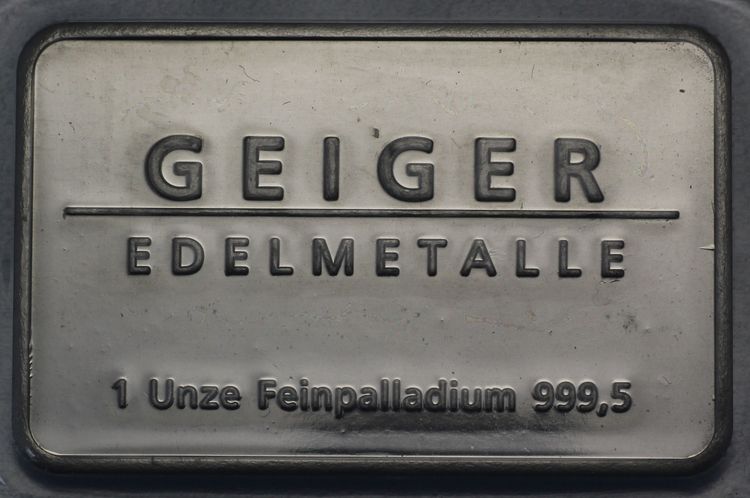 GEIGER
EDELMETALLE
1 Unze Feinpalladium 999,5